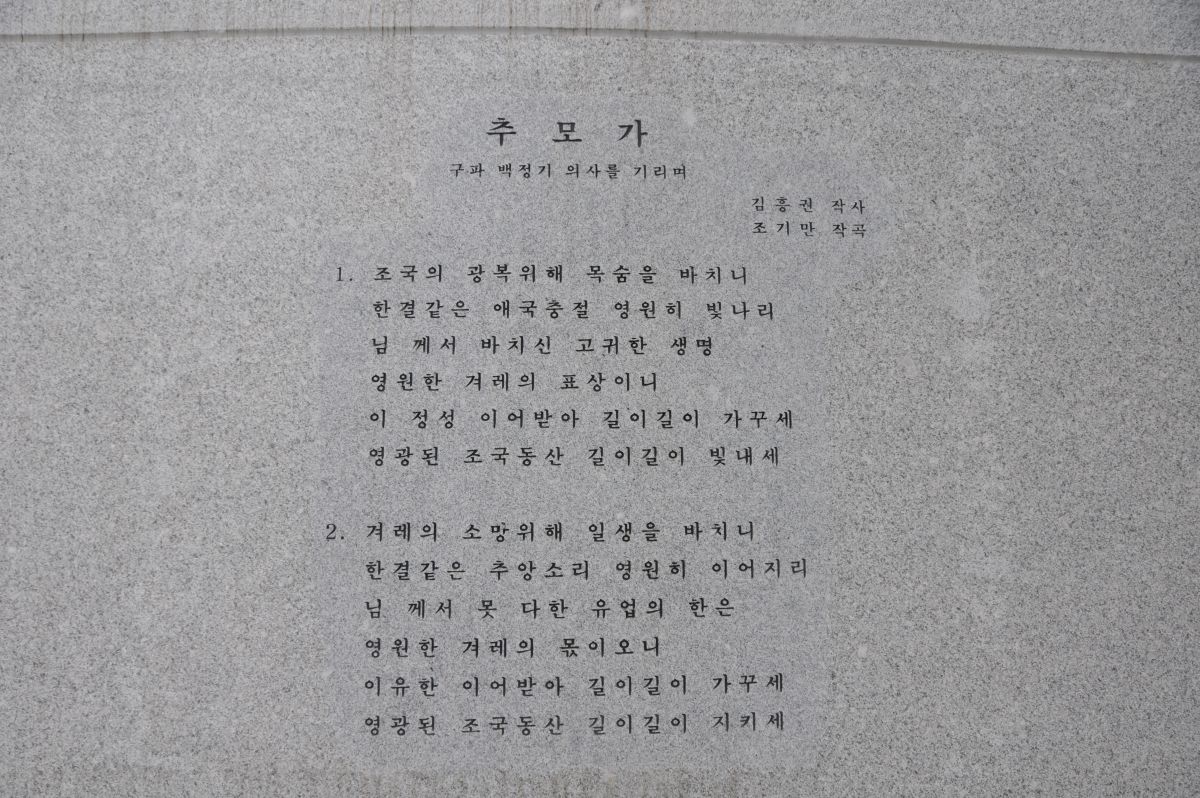 추 모 가
구파 백정기 의사를 기리며
김흥권 작사
조기만 작곡
1. 조국의 광복위해 목숨을 바치니
한결같은 애국충절 영원히 빛나리
님 께서 바치신 고귀한 생명
영원한 겨레의 표상이니
이 정성 이어받아 길이길이 가꾸세
영광된 조국동산 길이길이 빛내세
2. 겨레의 소망위해 일생을 바치니
한결같은 추앙소리 영원히 이어지리
님 께서 못 다한 유업의 한은
영원한 겨레의 몫이오니
이유한 이어받아 길이길이 가꾸세
영광된 조국동산 길이길이 지키세